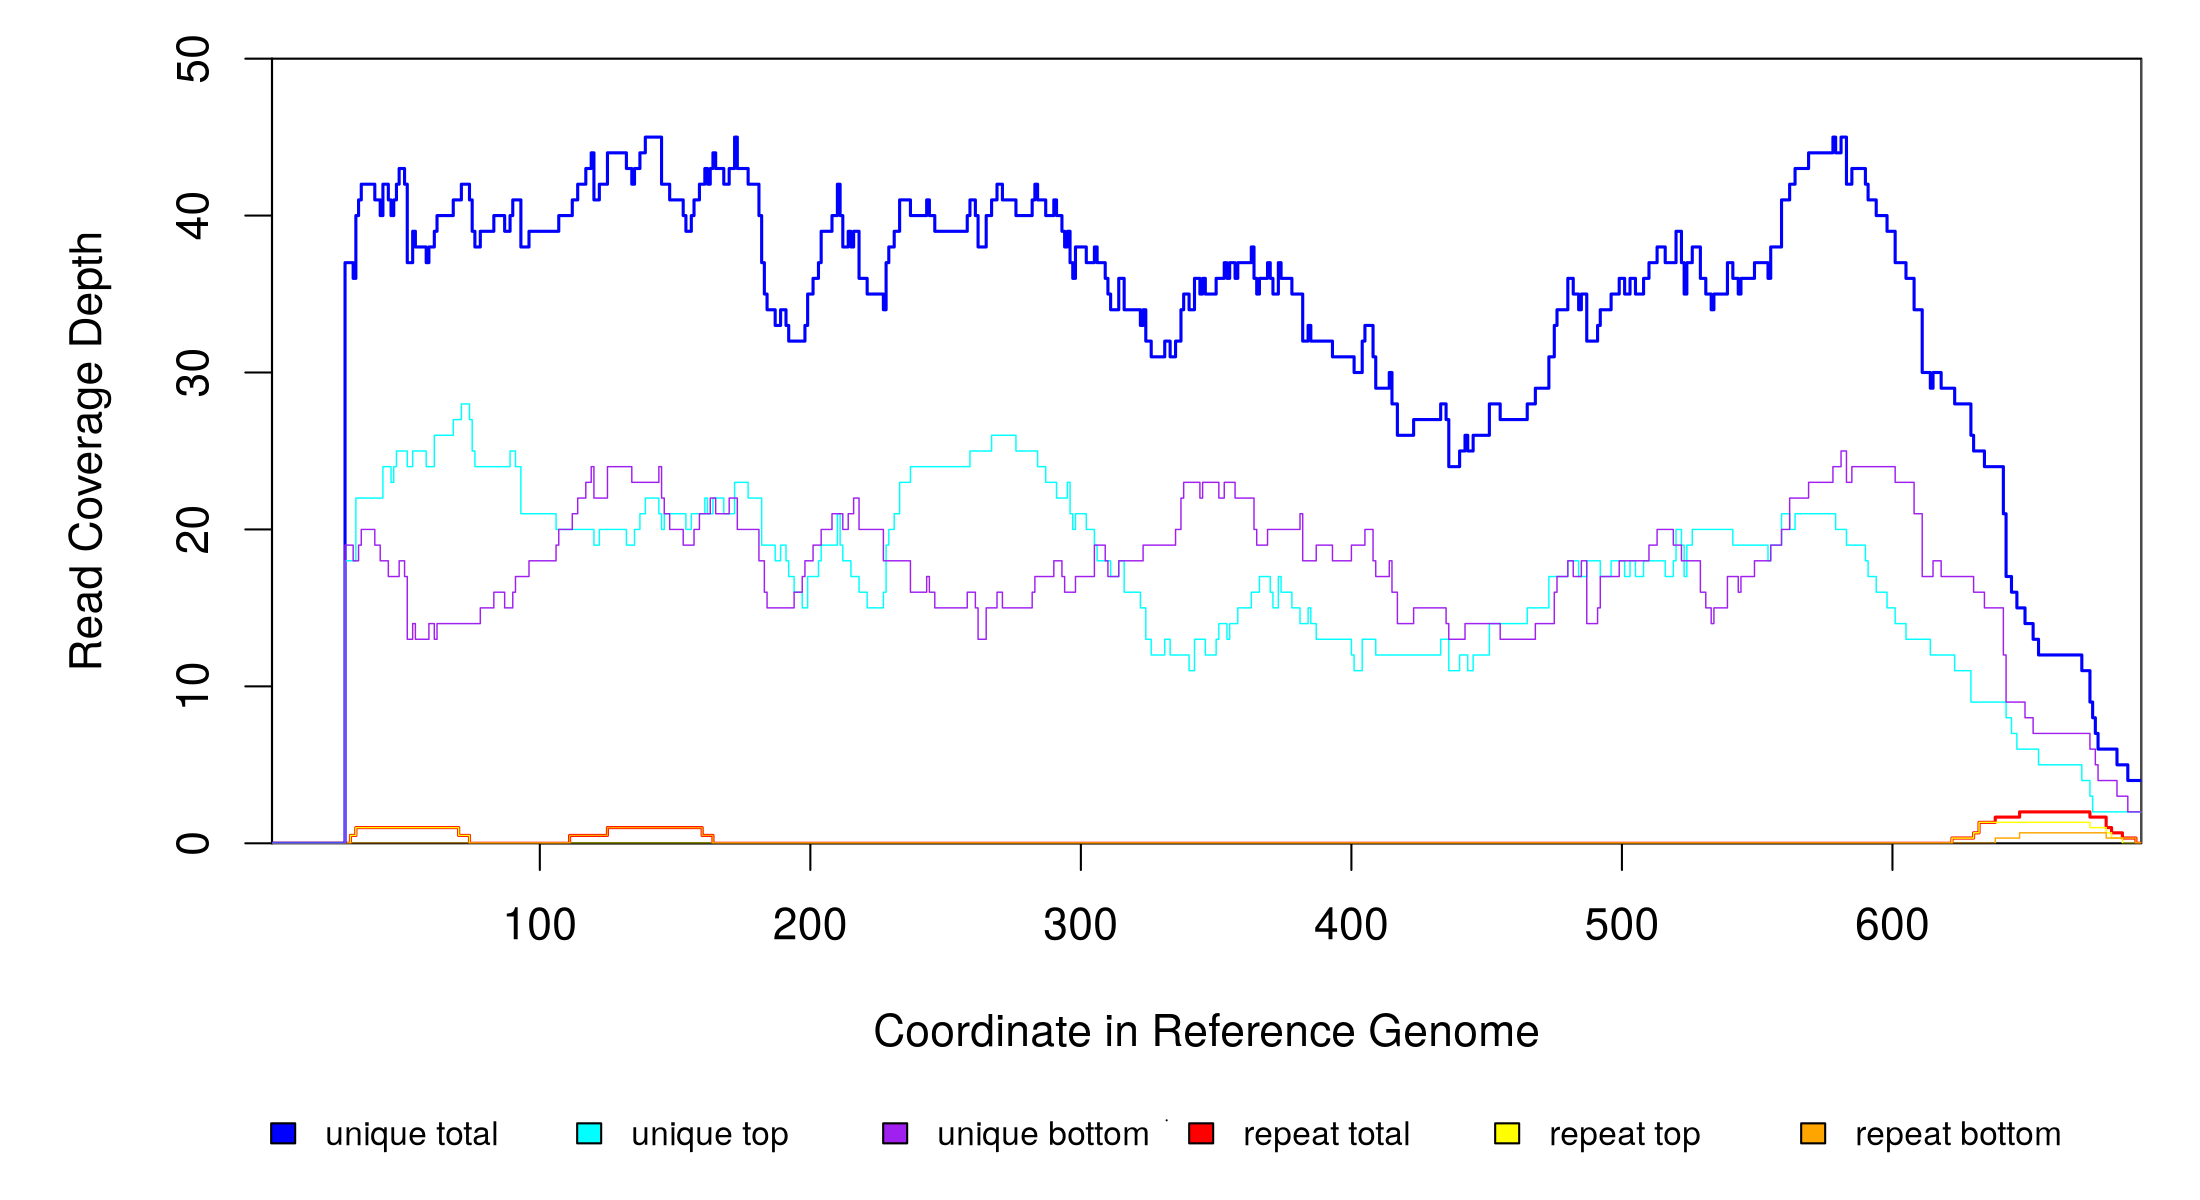 50
40
30
20
10
0
Read Coverage Depth
100 200 300 400 500 600
Coordinate in Reference Genome
unique total unique top unique bottom repeat total repeat top repeat bottom